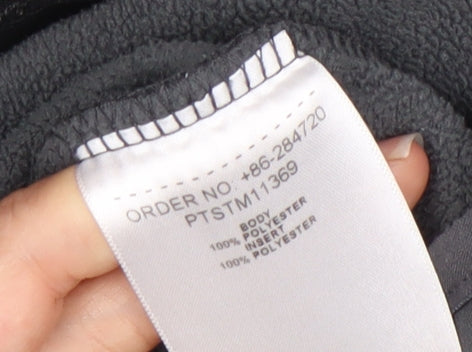 ORDER NO. +86-284720
PTSTM11369
BODY
100% POLYESTER
INSERT
100% POLYESTER